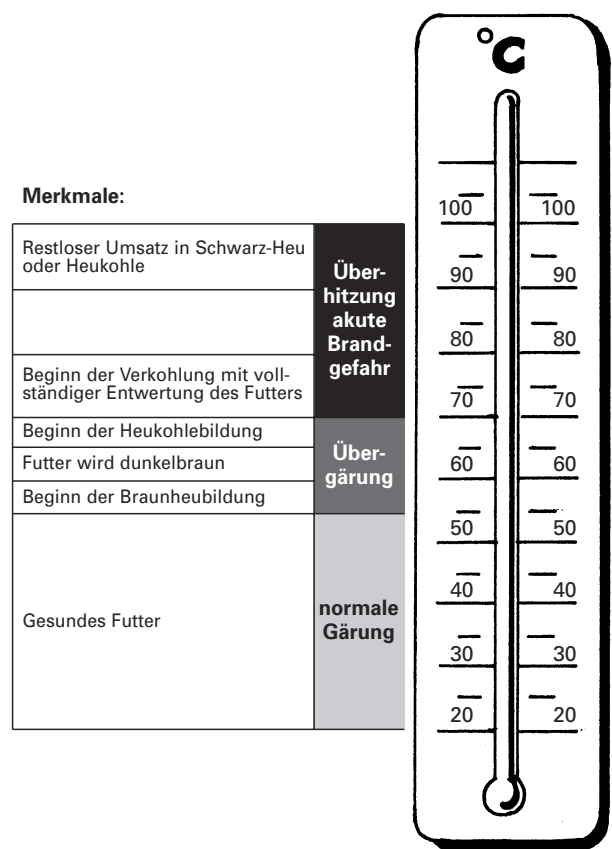 °C
Merkmale:
Restloser Umsatz in Schwarz-Heu
oder Heukohle
Beginn der Verkohlung mit voll-
ständiger Entwertung des Futters
Beginn der Heukohlebildung
Futter wird dunkelbraun
Beginn der Braunheubildung
Gesundes Futter
Über-
hitzung
akute
Brand-
gefahr
Über-
gärung
normale
Gärung
100 100
90 90
80 80
70 70
60 60
50 50
40 40
30 30
20 20